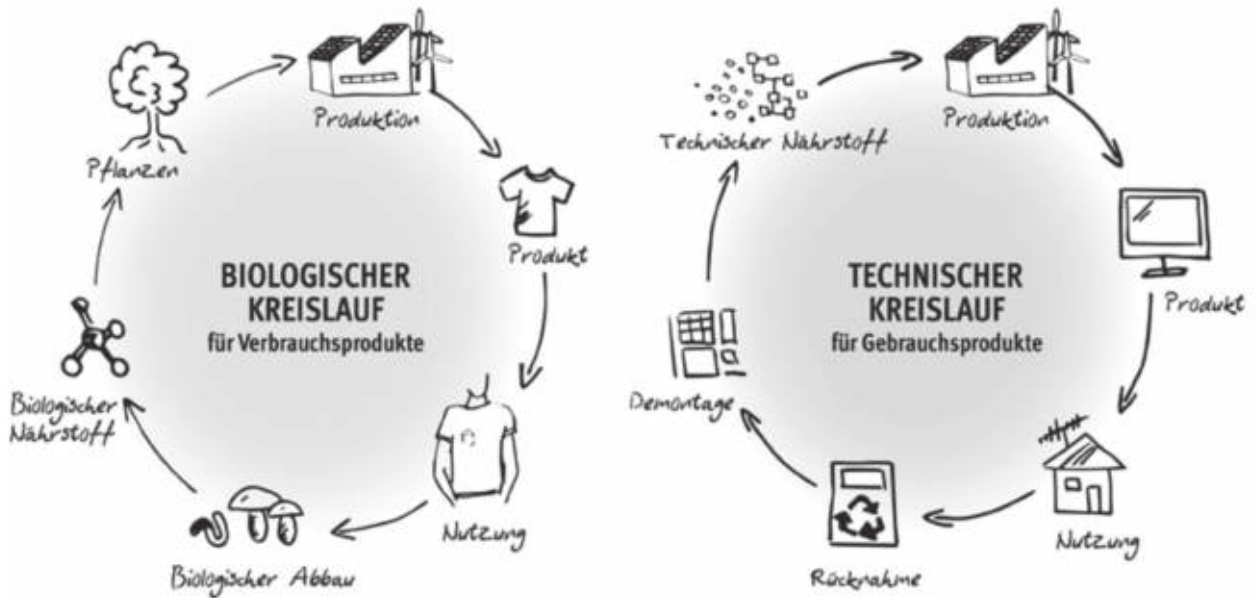 Produktion
Produkt
Nutzung
Biologischer Abbau
Biologischer
Nährstoff
Pflanzen
BIOLOGISCHER
KREISLAUF
für Verbrauchsprodukte
Produktion
Produkt
Nutzung
Rücknahme
Demontage
Technischer Nährstoff
TECHNISCHER
KREISLAUF
für Gebrauchsprodukte